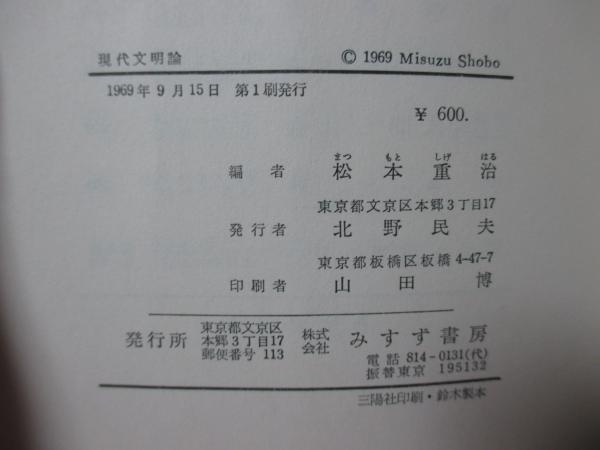 現代文明論
© 1969 Misuzu Shobo
1969年9月15日 第1刷発行
¥ 600.
まつ もと しげ はる
編者 松本重治
東京都文京区本郷3丁目17
発行者 北野民夫
東京都板橋区板橋 4-47-7
印刷者 山田博
発行所 東京都文京区本郷3丁目17郵便番号 113 株式会社 みすず書房
電話 814-0131(代)
振替東京 195132
三陽社印刷・鈴木製本